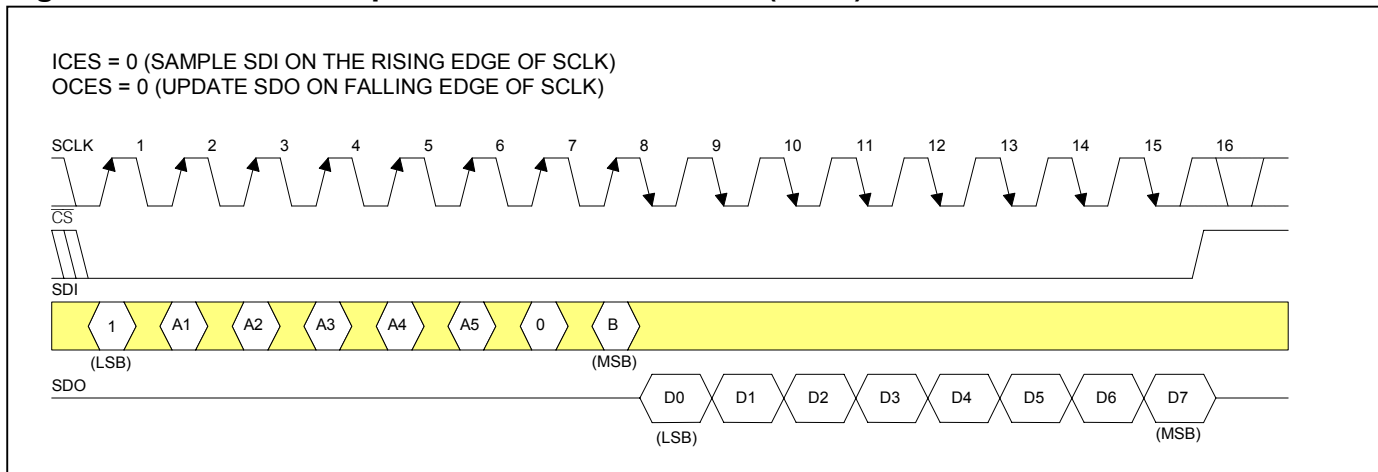 ICES = 0 (SAMPLE SDI ON THE RISING EDGE OF SCLK)
OCES = 0 (UPDATE SDO ON FALLING EDGE OF SCLK)
SCLK 1 2 3 4 5 6 7 8 9 10 11 12 13 14 15 16
CS
SDI
1 A1 A2 A3 A4 A5 0 B
(LSB) (MSB)
SDO
D0 D1 D2 D3 D4 D5 D6 D7
(LSB) (MSB)